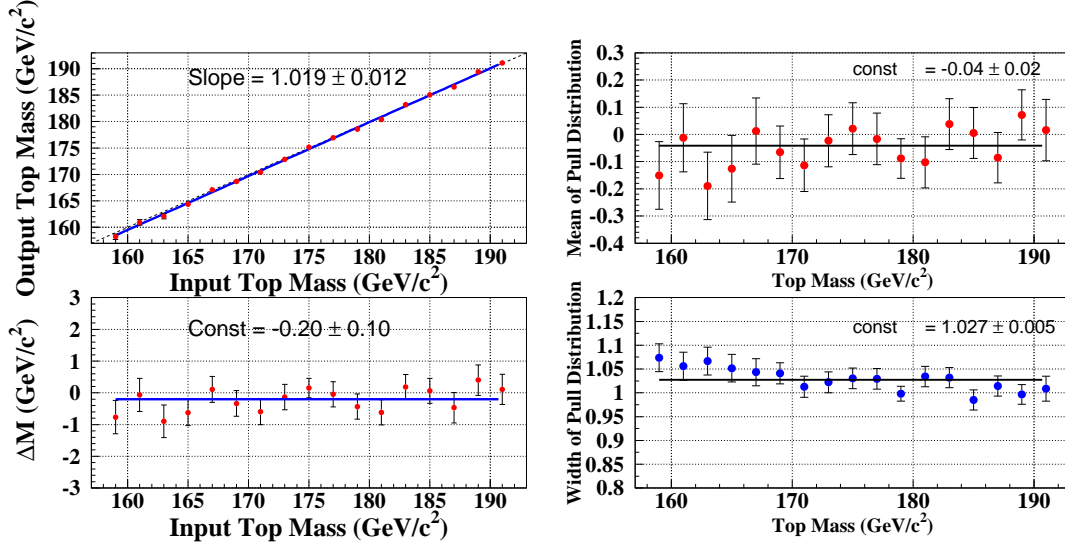 Output Top Mass (GeV/c²)
190
185
180
175
170
165
160
Slope = 1.019 ± 0.012
160 165 170 175 180 185 190
Input Top Mass (GeV/c²)
Mean of Pull Distribution
0.4
0.3
0.2
0.1
0
-0.1
-0.2
-0.3
-0.4
const = -0.04 ± 0.02
160 170 180 190
Top Mass (GeV/c²)
ΔM (GeV/c²)
3
2
1
0
-1
-2
-3
Const = -0.20 ± 0.10
160 165 170 175 180 185 190
Input Top Mass (GeV/c²)
Width of Pull Distribution
1.2
1.15
1.1
1.05
1
0.95
0.9
0.85
0.8
const = 1.027 ± 0.005
160 170 180 190
Top Mass (GeV/c²)